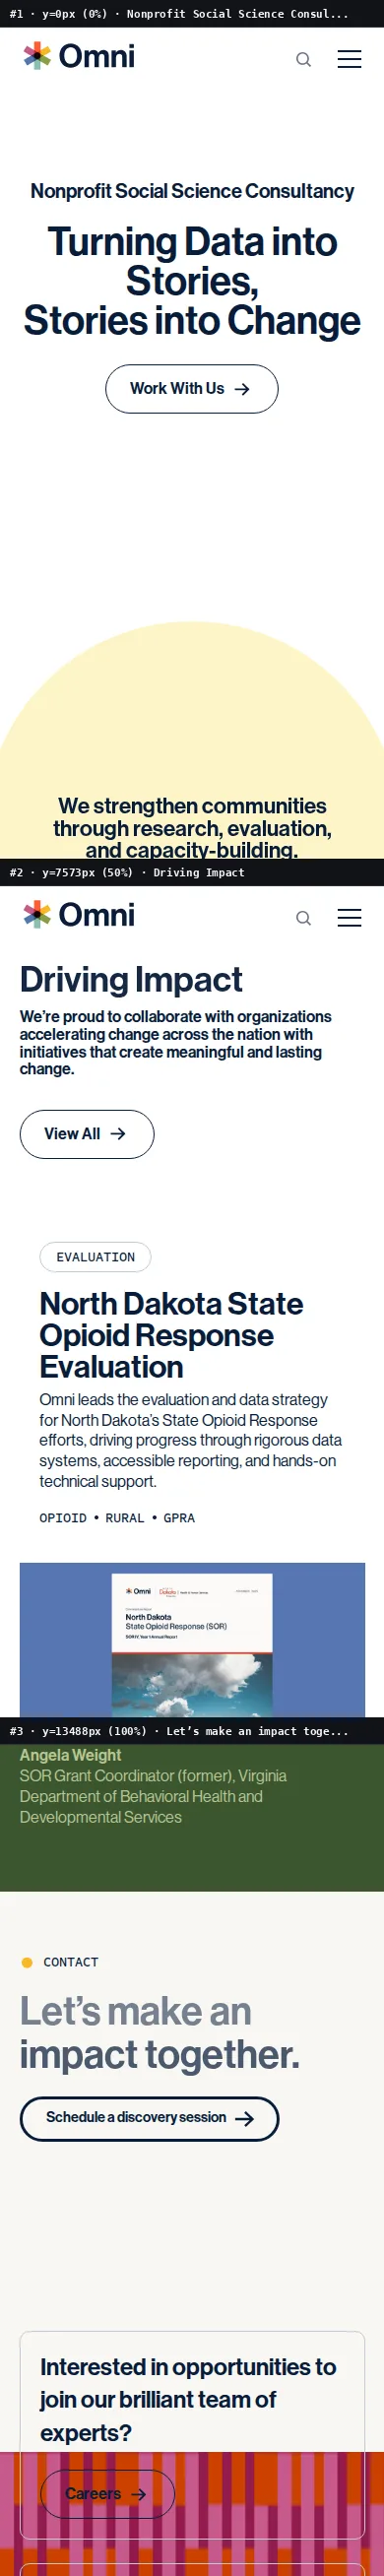 #1 · y=0px (0%) · Nonprofit Social Science Consul...
Omni
Nonprofit Social Science Consultancy
Turning Data into
Stories,
Stories into Change
Work With Us →
We strengthen communities
through research, evaluation,
and capacity-building.
#2 · y=7573px (50%) · Driving Impact
Omni
Driving Impact
We’re proud to collaborate with organizations
accelerating change across the nation with
initiatives that create meaningful and lasting
change.
View All →
EVALUATION
North Dakota State
Opioid Response
Evaluation
Omni leads the evaluation and data strategy
for North Dakota’s State Opioid Response
efforts, driving progress through rigorous data
systems, accessible reporting, and hands-on
technical support.
OPIOID • RURAL • GPRA
Omni
North Dakota
State Opioid Response (SOR)
SOR IV, Year 1 Annual Report
#3 · y=13488px (100%) · Let’s make an impact toge...
Angela Weight
SOR Grant Coordinator (former), Virginia
Department of Behavioral Health and
Developmental Services
CONTACT
Let’s make an
impact together.
Schedule a discovery session →
Interested in opportunities to
join our brilliant team of
experts?
Careers →